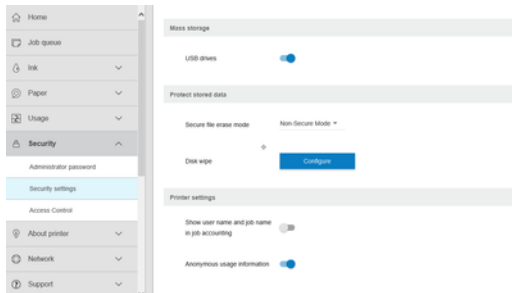 Home
Job queue
Ink
Paper
Usage
Security
Administrator password
Security settings
Access Control
About printer
Network
Support
Mass storage
USB drives
Protect stored data
Secure file erase mode
Non-Secure Mode
Disk wipe
Configure
Printer settings
Show user name and job name
in job accounting
Anonymous usage information